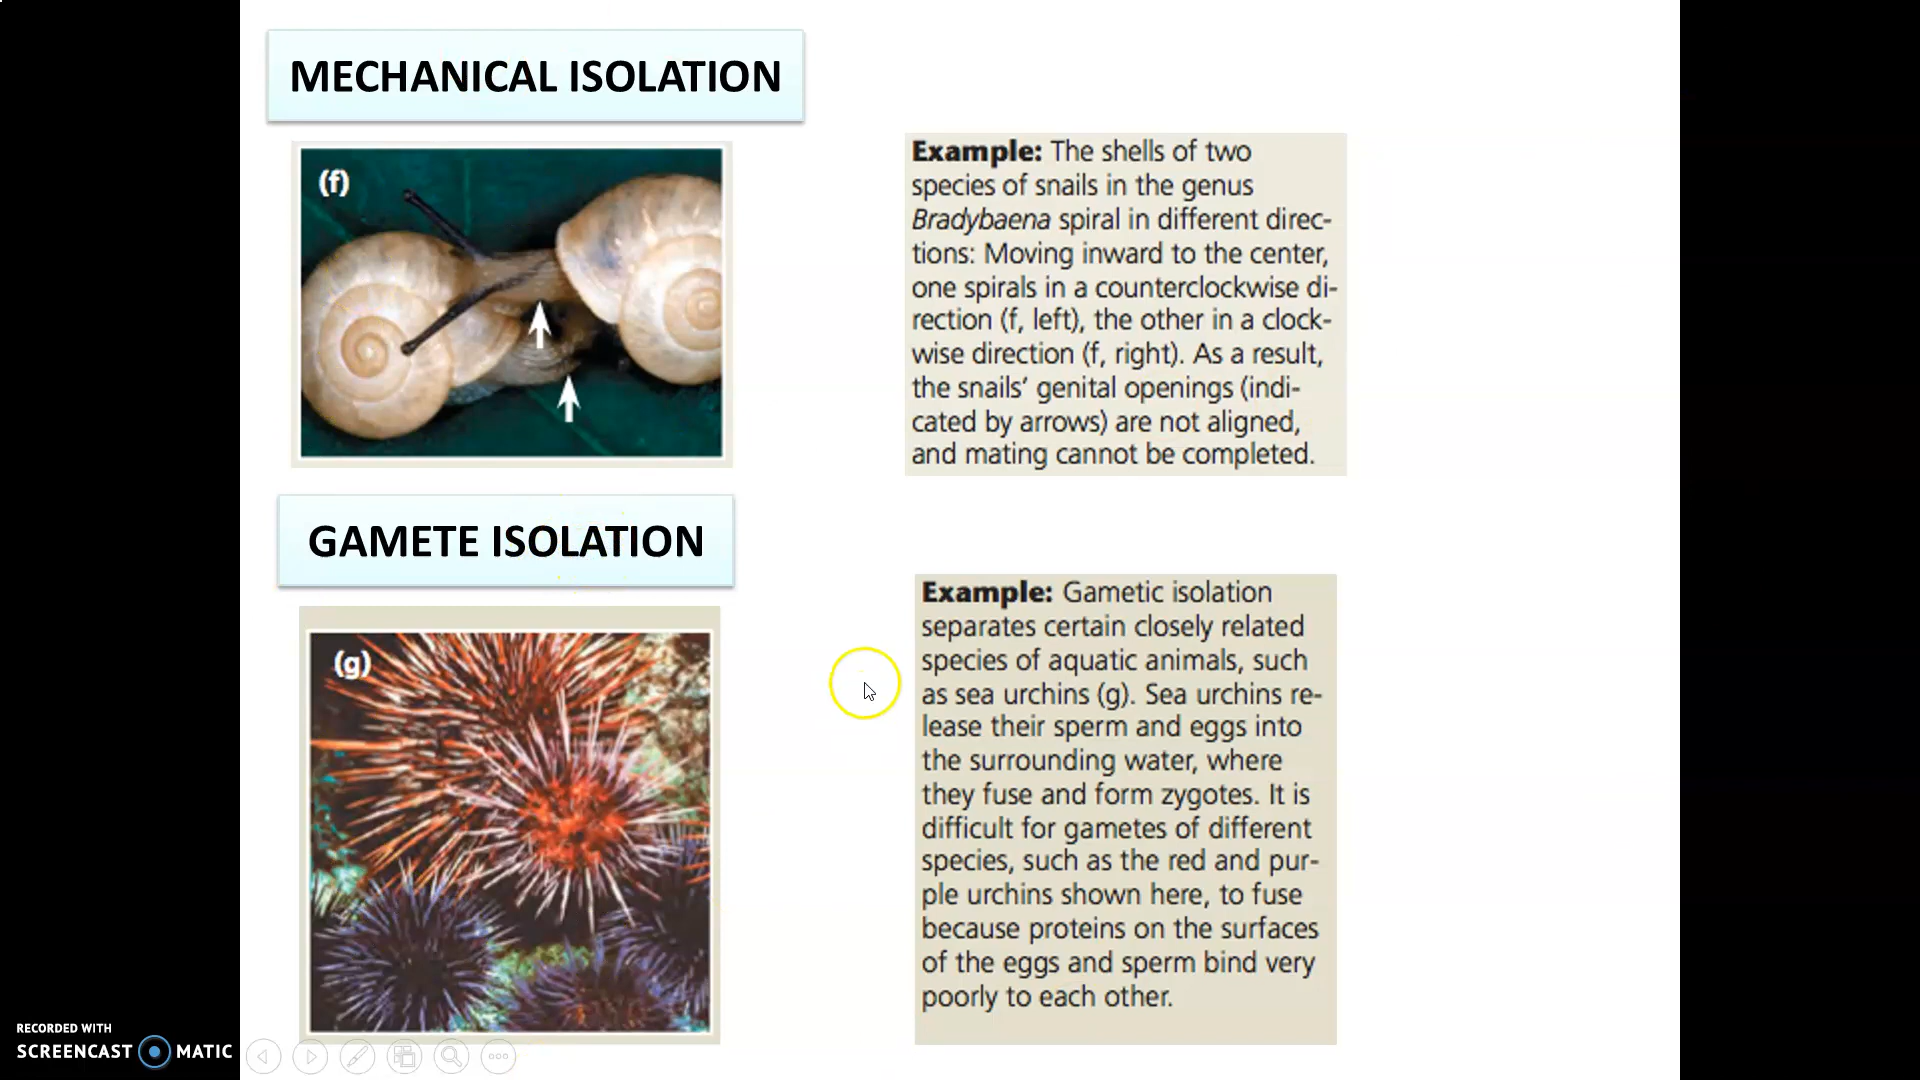 MECHANICAL ISOLATION
(f)
Example: The shells of two
species of snails in the genus
Bradybaena spiral in different direc-
tions: Moving inward to the center,
one spirals in a counterclockwise di-
rection (f, left), the other in a clock-
wise direction (f, right). As a result,
the snails' genital openings (indi-
cated by arrows) are not aligned,
and mating cannot be completed.
GAMETE ISOLATION
(g)
Example: Gametic isolation
separates certain closely related
species of aquatic animals, such
as sea urchins (g). Sea urchins re-
lease their sperm and eggs into
the surrounding water, where
they fuse and form zygotes. It is
difficult for gametes of different
species, such as the red and pur-
ple urchins shown here, to fuse
because proteins on the surfaces
of the eggs and sperm bind very
poorly to each other.
RECORDED WITH
SCREENCAST MATIC